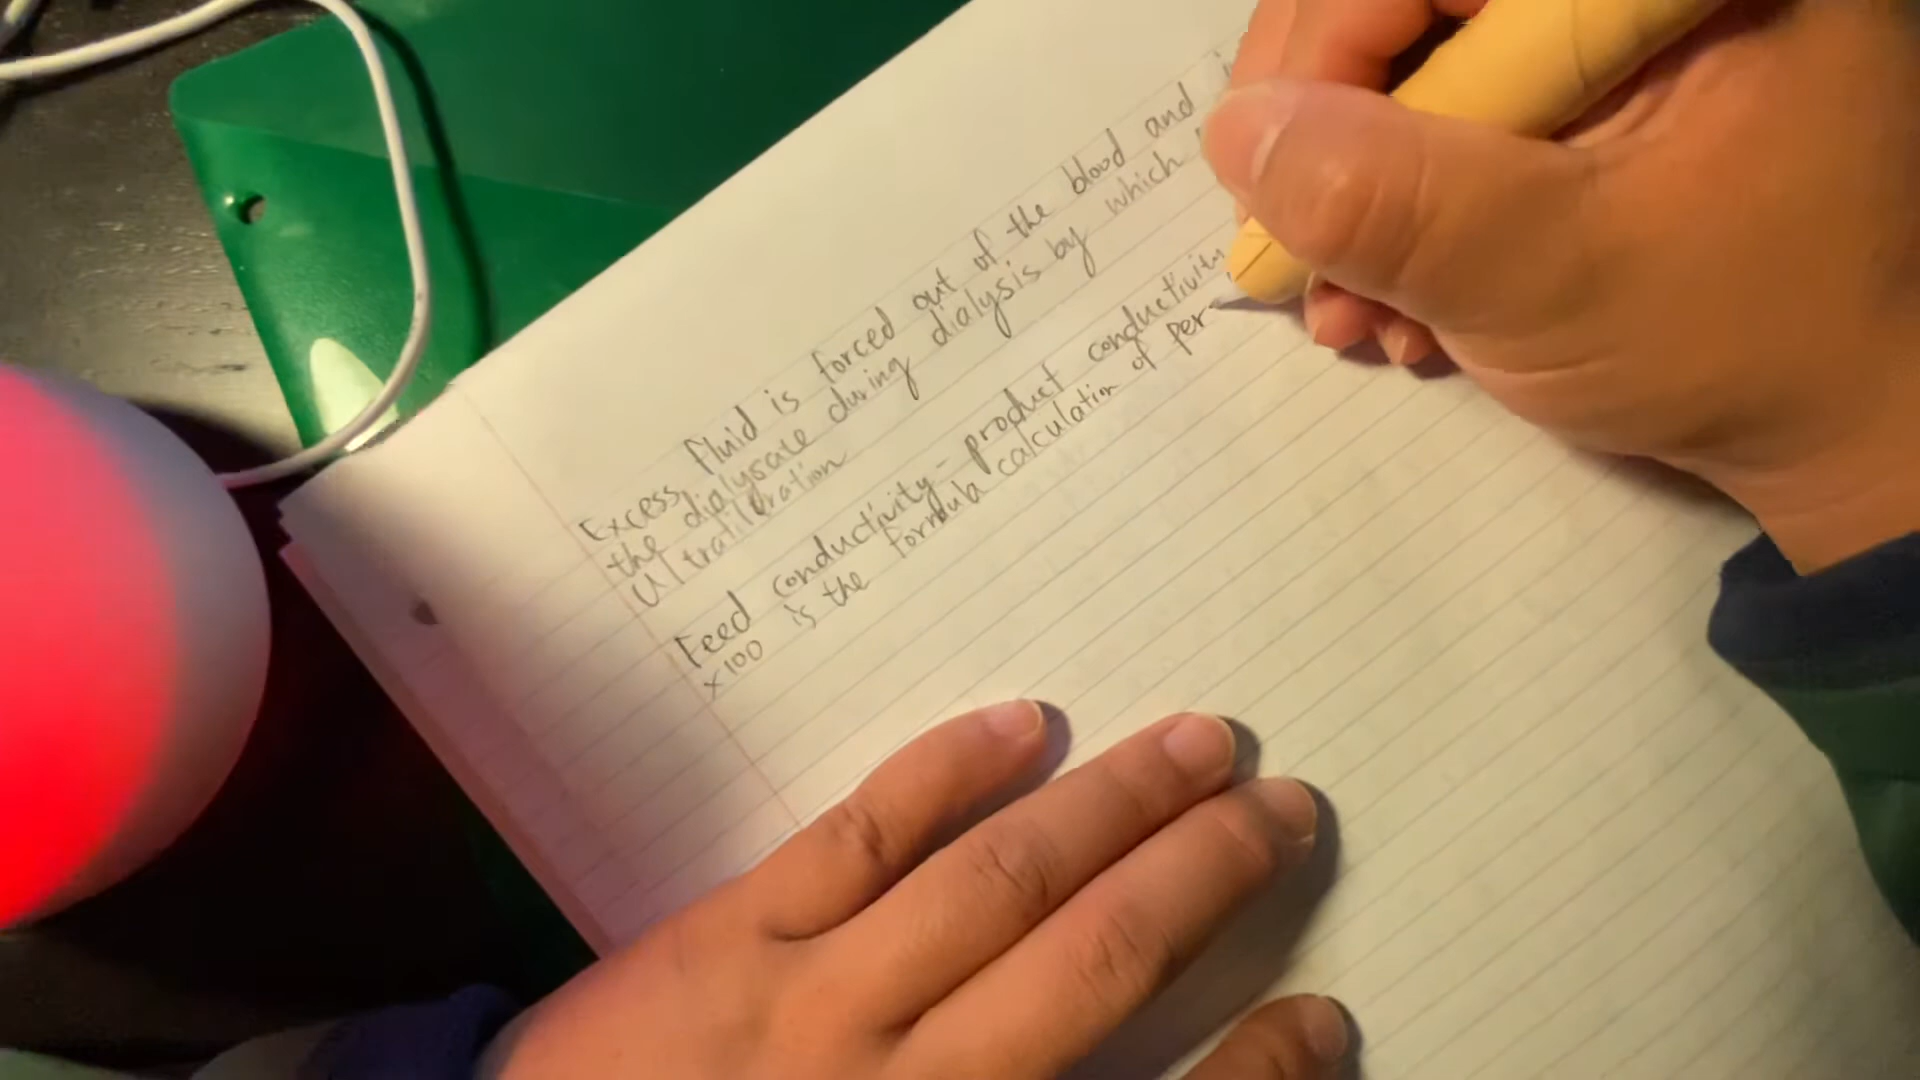 Excess fluid is forced out of the blood and
the dialysate during dialysis by which
Ultrafilration
Feed conductivity - product conductivity
x100 is the formula calculation of per